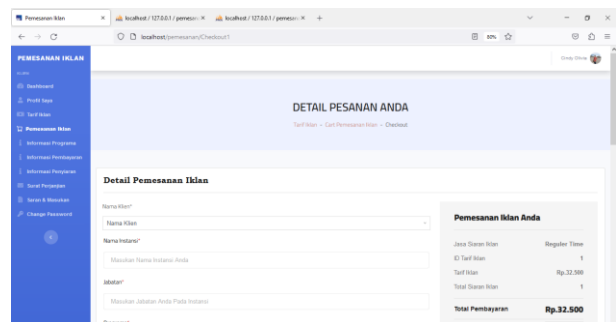 Pemesanan Iklan
localhost / 127.0.0.1 / pemesan
localhost / 127.0.0.1 / pemesan
localhost/pemesanan/Checkout/1
80%
PEMESANAN IKLAN
Cindy Olivia
Dashboard
Profil Saya
Tarif Iklan
Pemesanan Iklan
Informasi Programa
Informasi Pembayaran
Informasi Penyiaran
Surat Perjanjian
Saran & Masukan
Change Password
DETAIL PESANAN ANDA
Tarif Iklan - Cart Pemesanan Iklan - Checkout
Detail Pemesanan Iklan
Nama Klien*
Nama Klien
Nama Instansi*
Masukan Nama Instansi Anda
Jabatan*
Masukan Jabatan Anda Pada Instansi
Pemesanan Iklan Anda
Jasa Siaran Iklan Reguler Time
ID Tarif Iklan 1
Tarif Iklan Rp.32.500
Total Siaran Iklan 1
Total Pembayaran Rp.32.500